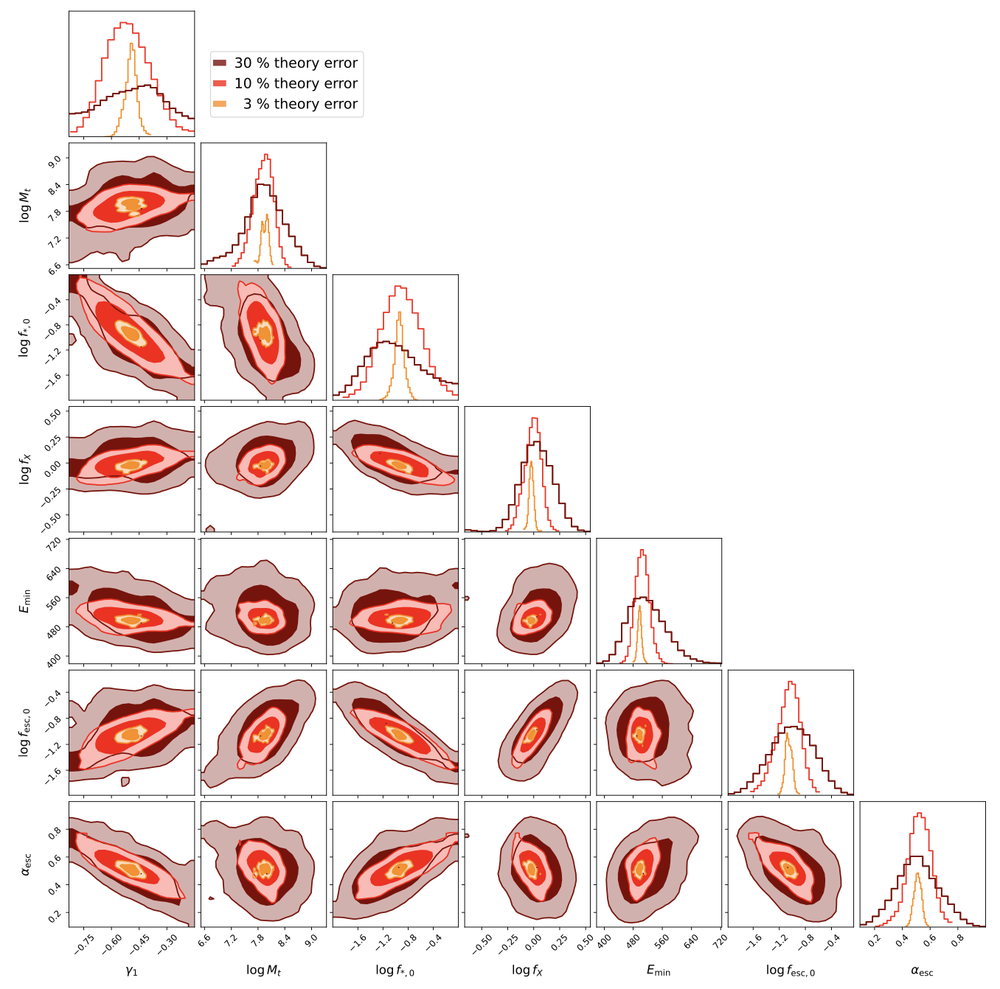 30 % theory error
10 % theory error
3 % theory error
9.0
8.4
7.8
7.2
6.6
log M_t
−0.4
−0.8
−1.2
−1.6
log f_{*,0}
0.50
0.25
0.00
−0.25
−0.50
log f_X
720
640
560
480
400
E_min
−0.4
−0.8
−1.2
−1.6
log f_{esc,0}
0.8
0.6
0.4
0.2
α_esc
−0.75 −0.60 −0.45 −0.30
6.6 7.2 7.8 8.4 9.0
−1.6 −1.2 −0.8 −0.4
−0.50 −0.25 0.00 0.25 0.50
400 480 560 640 720
−1.6 −1.2 −0.8 −0.4
0.2 0.4 0.6 0.8
γ_1 log M_t log f_{*,0} log f_X E_min log f_{esc,0} α_esc